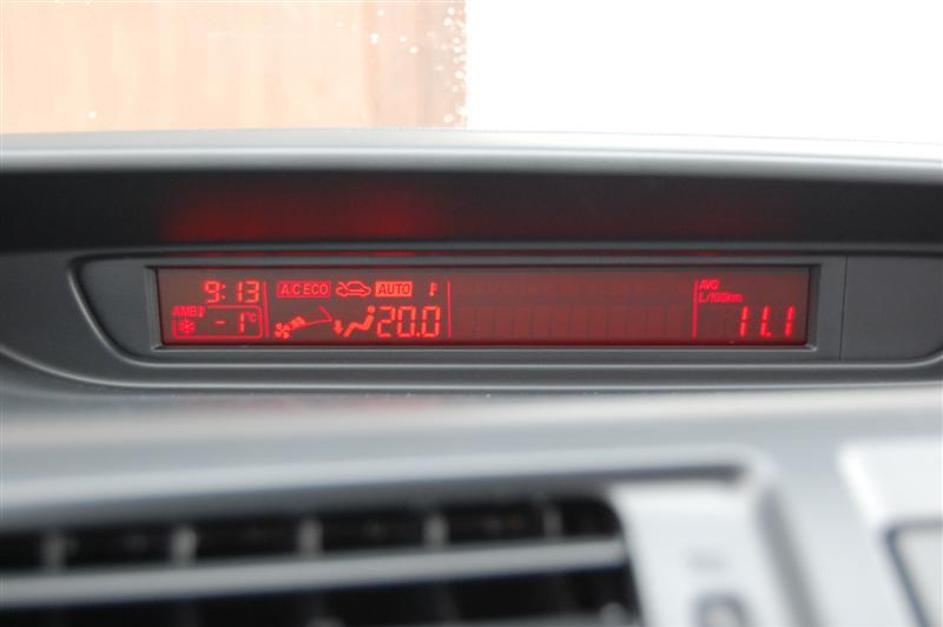 9:13 A.C ECO AUTO AVG
L/100km
AMB
-1°C 20.0 11.1